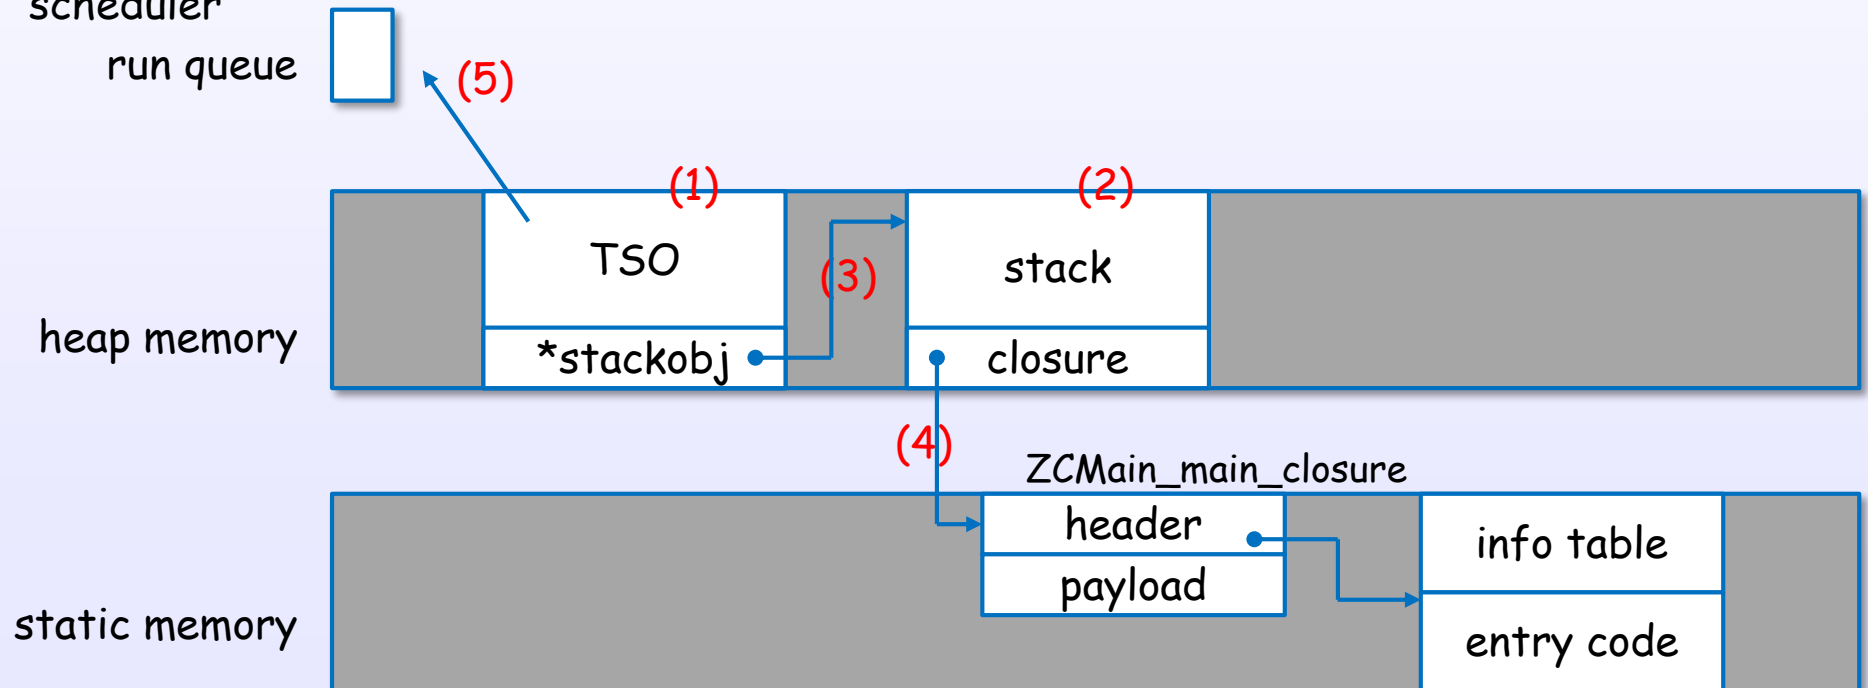 scheduler
run queue
(5)
(1)
(2)
TSO
(3)
stack
heap memory
*stackobj
closure
(4)
ZCMain_main_closure
header
info table
payload
static memory
entry code